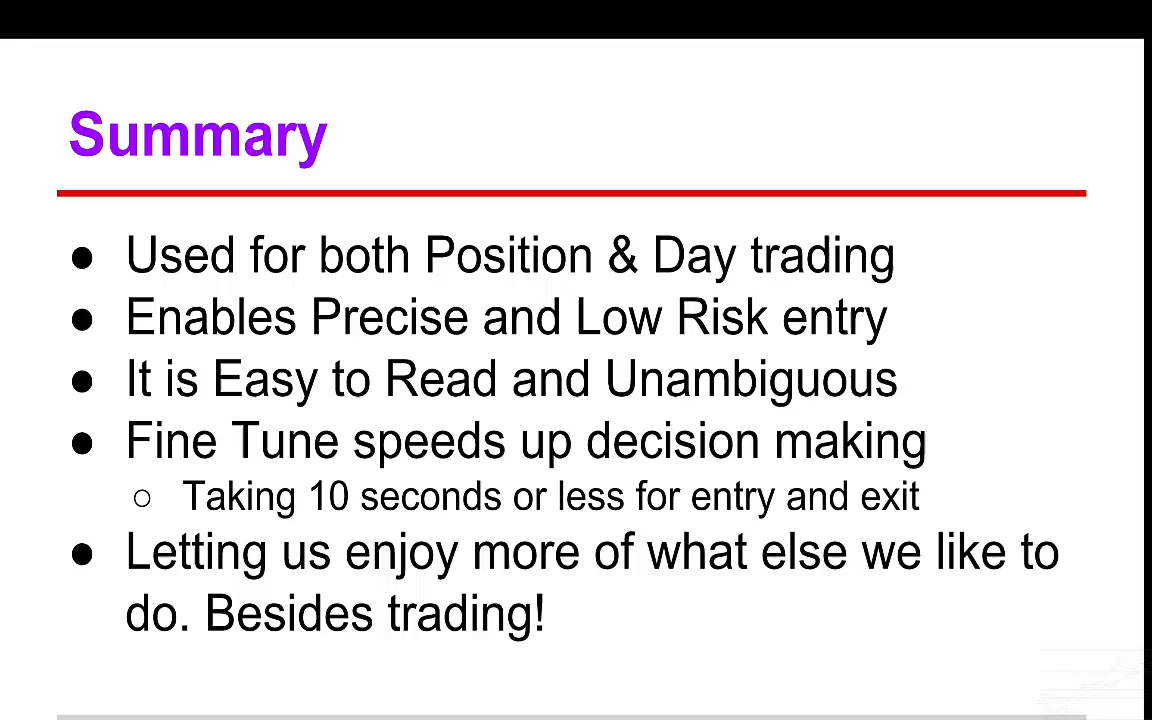 Summary
● Used for both Position & Day trading
● Enables Precise and Low Risk entry
● It is Easy to Read and Unambiguous
● Fine Tune speeds up decision making
○ Taking 10 seconds or less for entry and exit
● Letting us enjoy more of what else we like to
do. Besides trading!